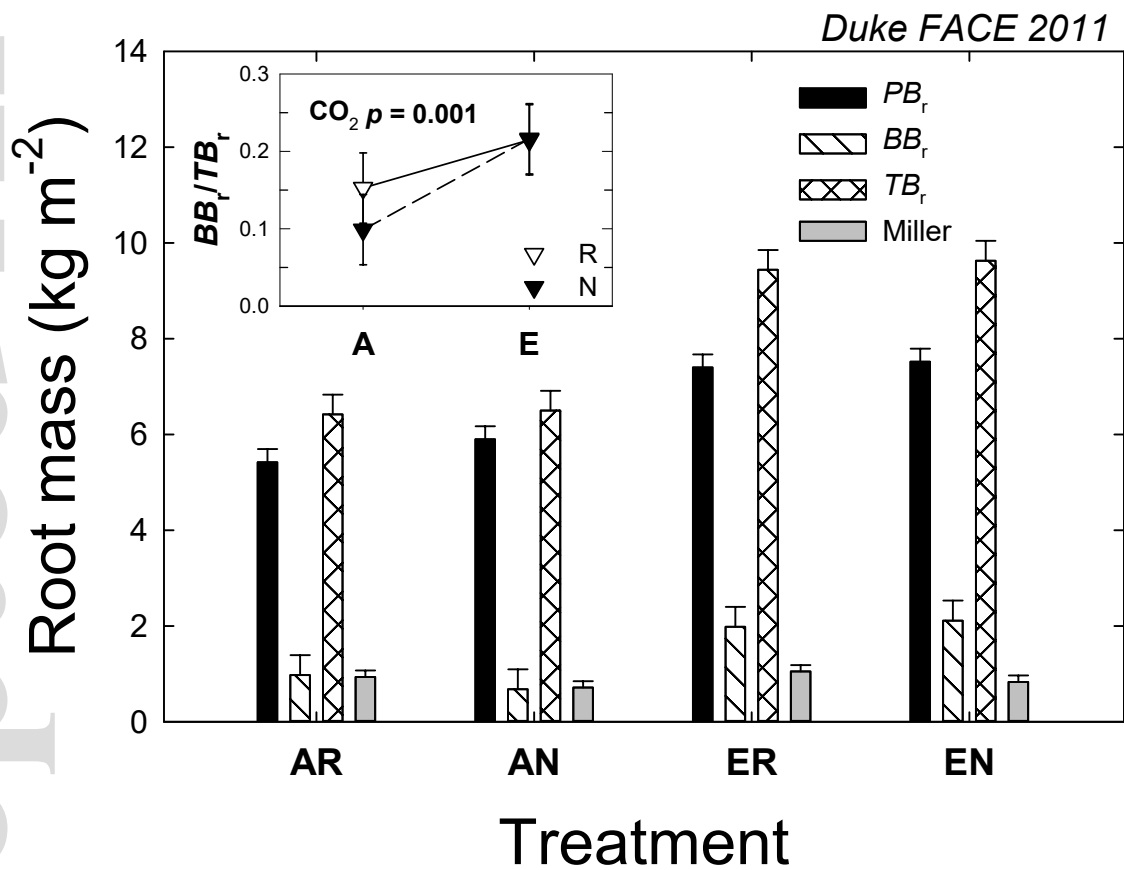 Duke FACE 2011
Root mass (kg m⁻²)
14
12
10
8
6
4
2
0
PBᵣ
BBᵣ
TBᵣ
Miller
BBᵣ/TBᵣ
0.3
0.2
0.1
0.0
CO₂ p = 0.001
R
N
A E
AR AN ER EN
Treatment